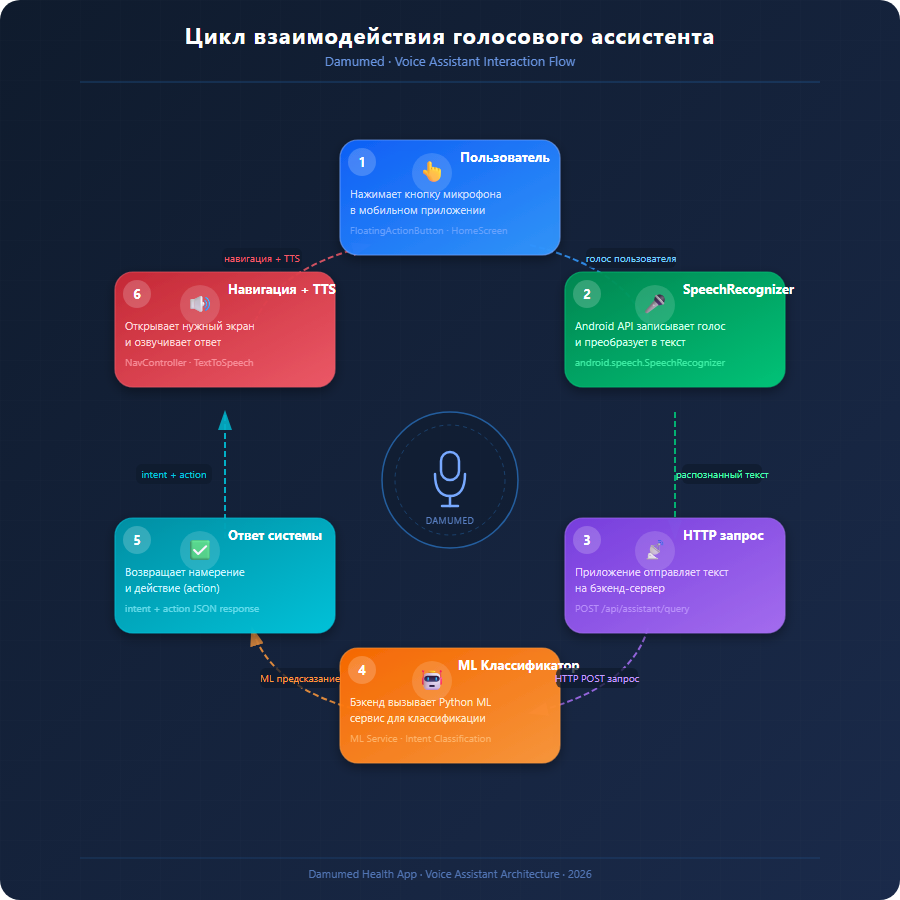 Цикл взаимодействия голосового ассистента
Damumed · Voice Assistant Interaction Flow
1
Пользователь
Нажимает кнопку микрофона
в мобильном приложении
FloatingActionButton · HomeScreen
навигация + TTS
голос пользователя
6
Навигация + TTS
Открывает нужный экран
и озвучивает ответ
NavController · TextToSpeech
2
SpeechRecognizer
Android API записывает голос
и преобразует в текст
android.speech.SpeechRecognizer
intent + action
DAMUMED
распознанный текст
5
Ответ системы
Возвращает намерение
и действие (action)
intent + action JSON response
3
HTTP запрос
Приложение отправляет текст
на бэкенд-сервер
POST /api/assistant/query
ML предсказание
4
ML Классификатор
Бэкенд вызывает Python ML
сервис для классификации
ML Service · Intent Classification
HTTP POST запрос
Damumed Health App · Voice Assistant Architecture · 2026